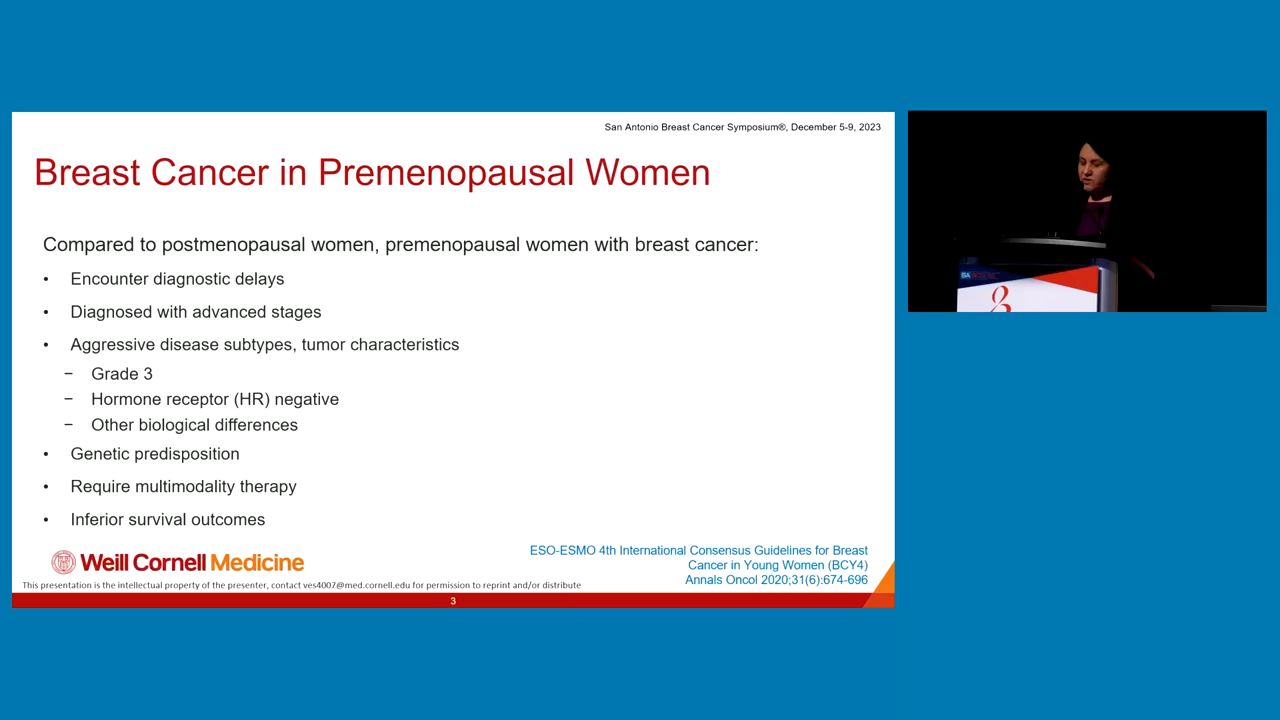 San Antonio Breast Cancer Symposium®, December 5-9, 2023
Breast Cancer in Premenopausal Women
Compared to postmenopausal women, premenopausal women with breast cancer:
• Encounter diagnostic delays
• Diagnosed with advanced stages
• Aggressive disease subtypes, tumor characteristics
− Grade 3
− Hormone receptor (HR) negative
− Other biological differences
• Genetic predisposition
• Require multimodality therapy
• Inferior survival outcomes
Weill Cornell Medicine
ESO-ESMO 4th International Consensus Guidelines for Breast
Cancer in Young Women (BCY4)
Annals Oncol 2020;31(6):674-696
This presentation is the intellectual property of the presenter, contact ves4007@med.cornell.edu for permission to reprint and/or distribute
3